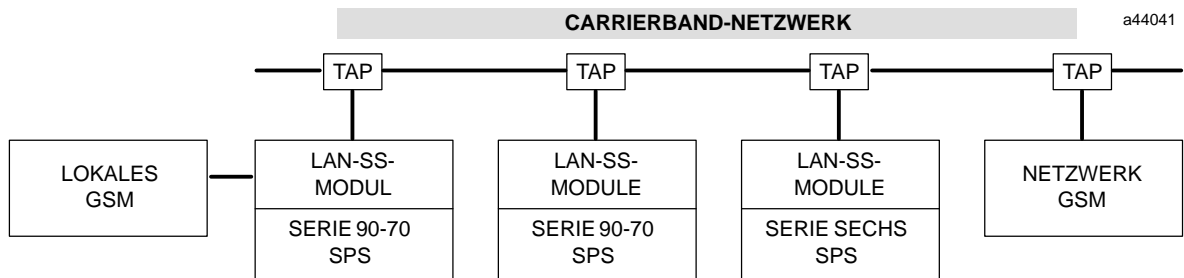 CARRIERBAND-NETZWERK
a44041
TAP
TAP
TAP
TAP
LOKALES
GSM
LAN-SS-
MODUL
SERIE 90-70
SPS
LAN-SS-
MODULE
SERIE 90-70
SPS
LAN-SS-
MODULE
SERIE SECHS
SPS
NETZWERK
GSM